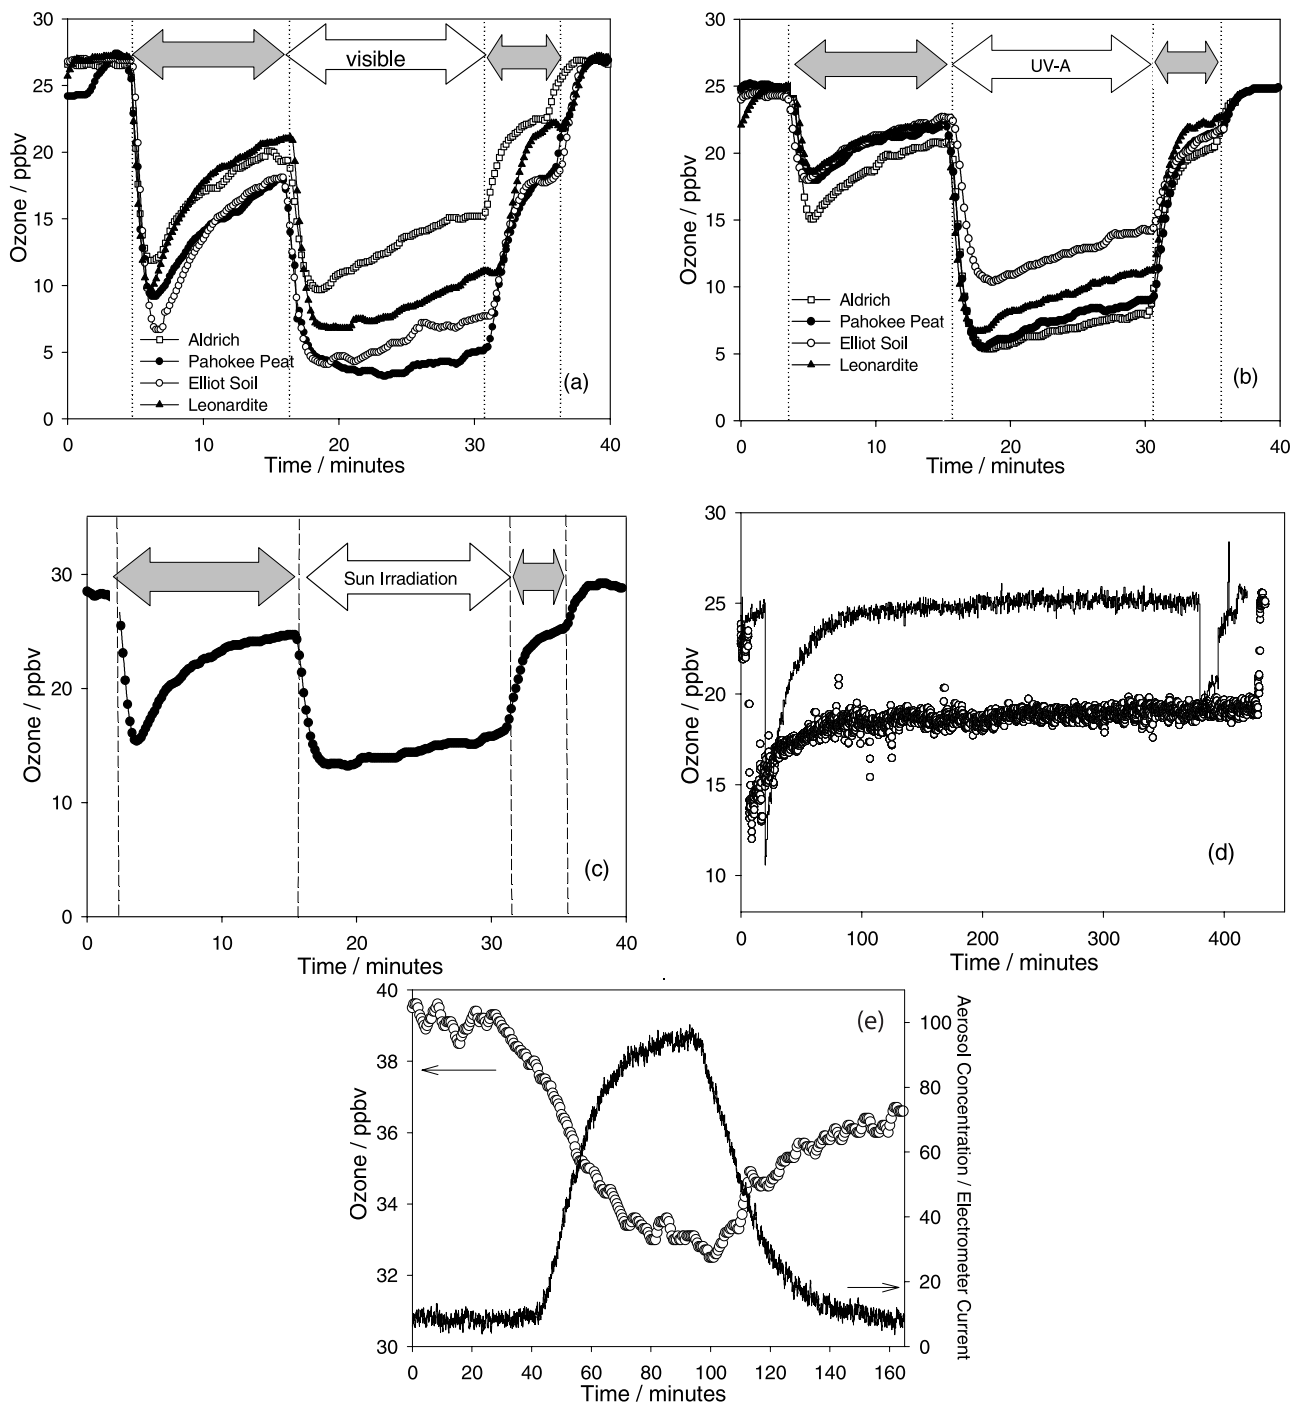 30
25
20
15
10
5
0
Ozone / ppbv
visible
Aldrich
Pahokee Peat
Elliot Soil
Leonardite
(a)
0 10 20 30 40
Time / minutes
30
25
20
15
10
5
0
Ozone / ppbv
UV-A
Aldrich
Pahokee Peat
Elliot Soil
Leonardite
(b)
0 10 20 30 40
Time / minutes
30
20
10
0
Ozone / ppbv
Sun Irradiation
(c)
0 10 20 30 40
Time / minutes
30
25
20
15
10
Ozone / ppbv
(d)
0 100 200 300 400
Time / minutes
40
38
36
34
32
30
Ozone / ppbv
(e)
100
80
60
40
20
0
Aerosol Concentration / Electrometer Current
0 20 40 60 80 100 120 140 160
Time / minutes